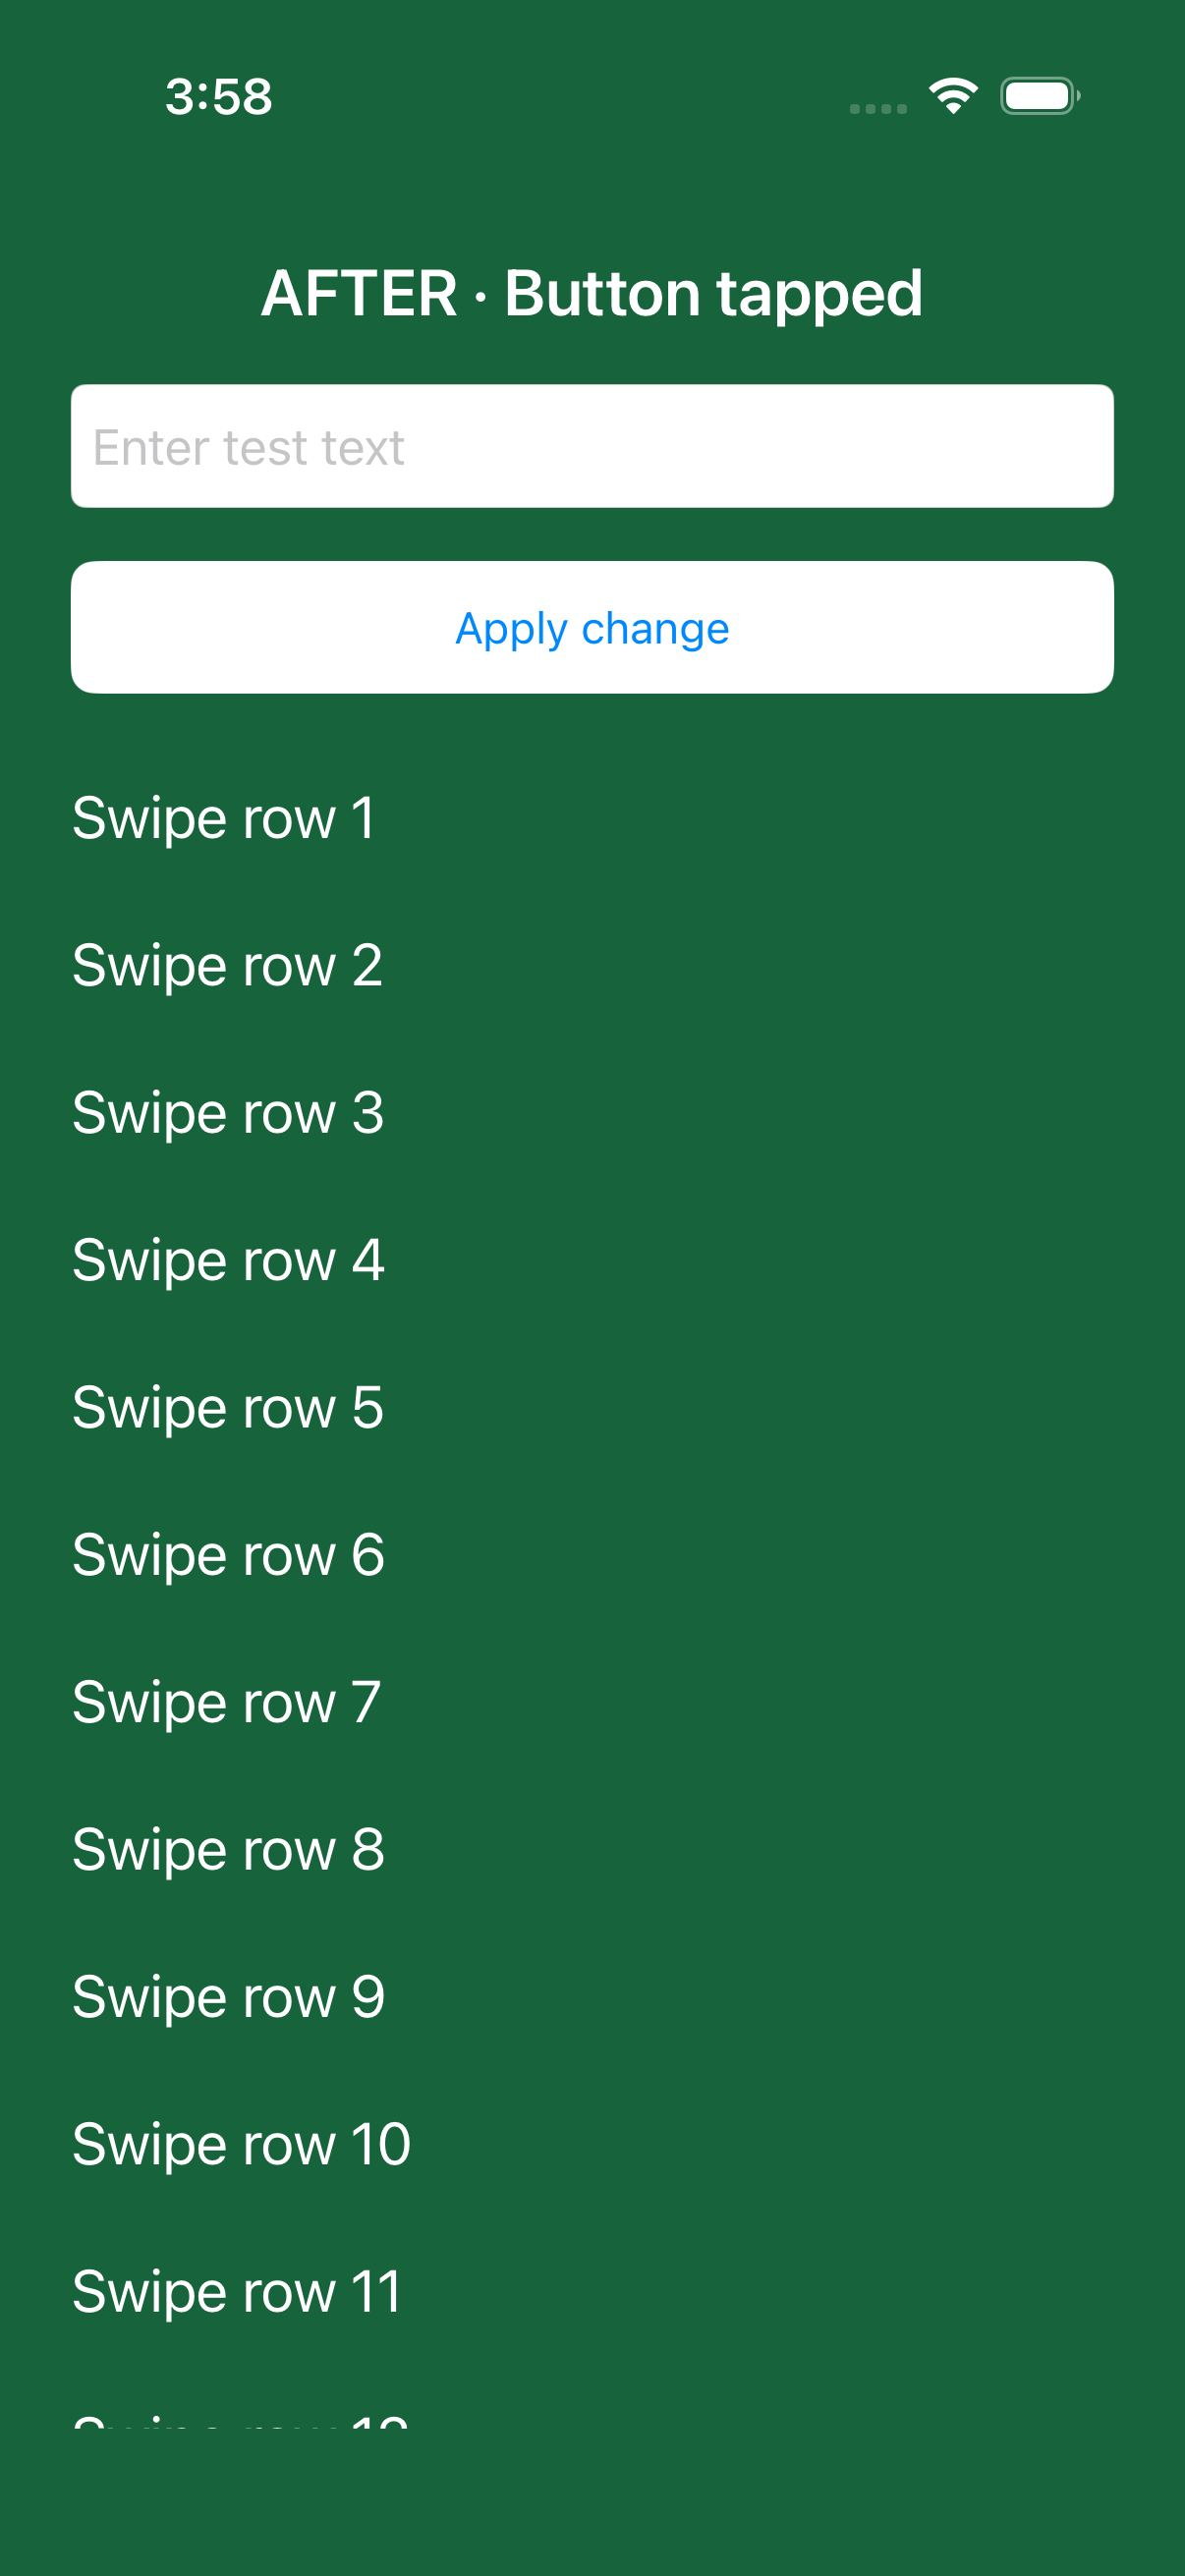 3:58
AFTER · Button tapped
Enter test text
Apply change
Swipe row 1
Swipe row 2
Swipe row 3
Swipe row 4
Swipe row 5
Swipe row 6
Swipe row 7
Swipe row 8
Swipe row 9
Swipe row 10
Swipe row 11